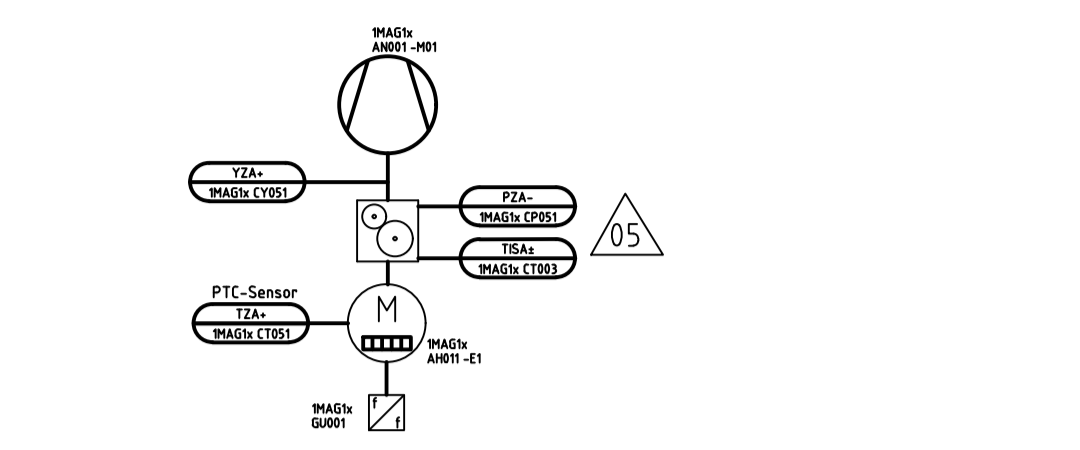 1MAG1x
AN001 -M01
YZA+
1MAG1x CY051
PZA-
1MAG1x CP051
05
TISA±
1MAG1x CT003
PTC-Sensor
TZA+
1MAG1x CT051
M
1MAG1x
AH011 -E1
1MAG1x
GU001
f
f